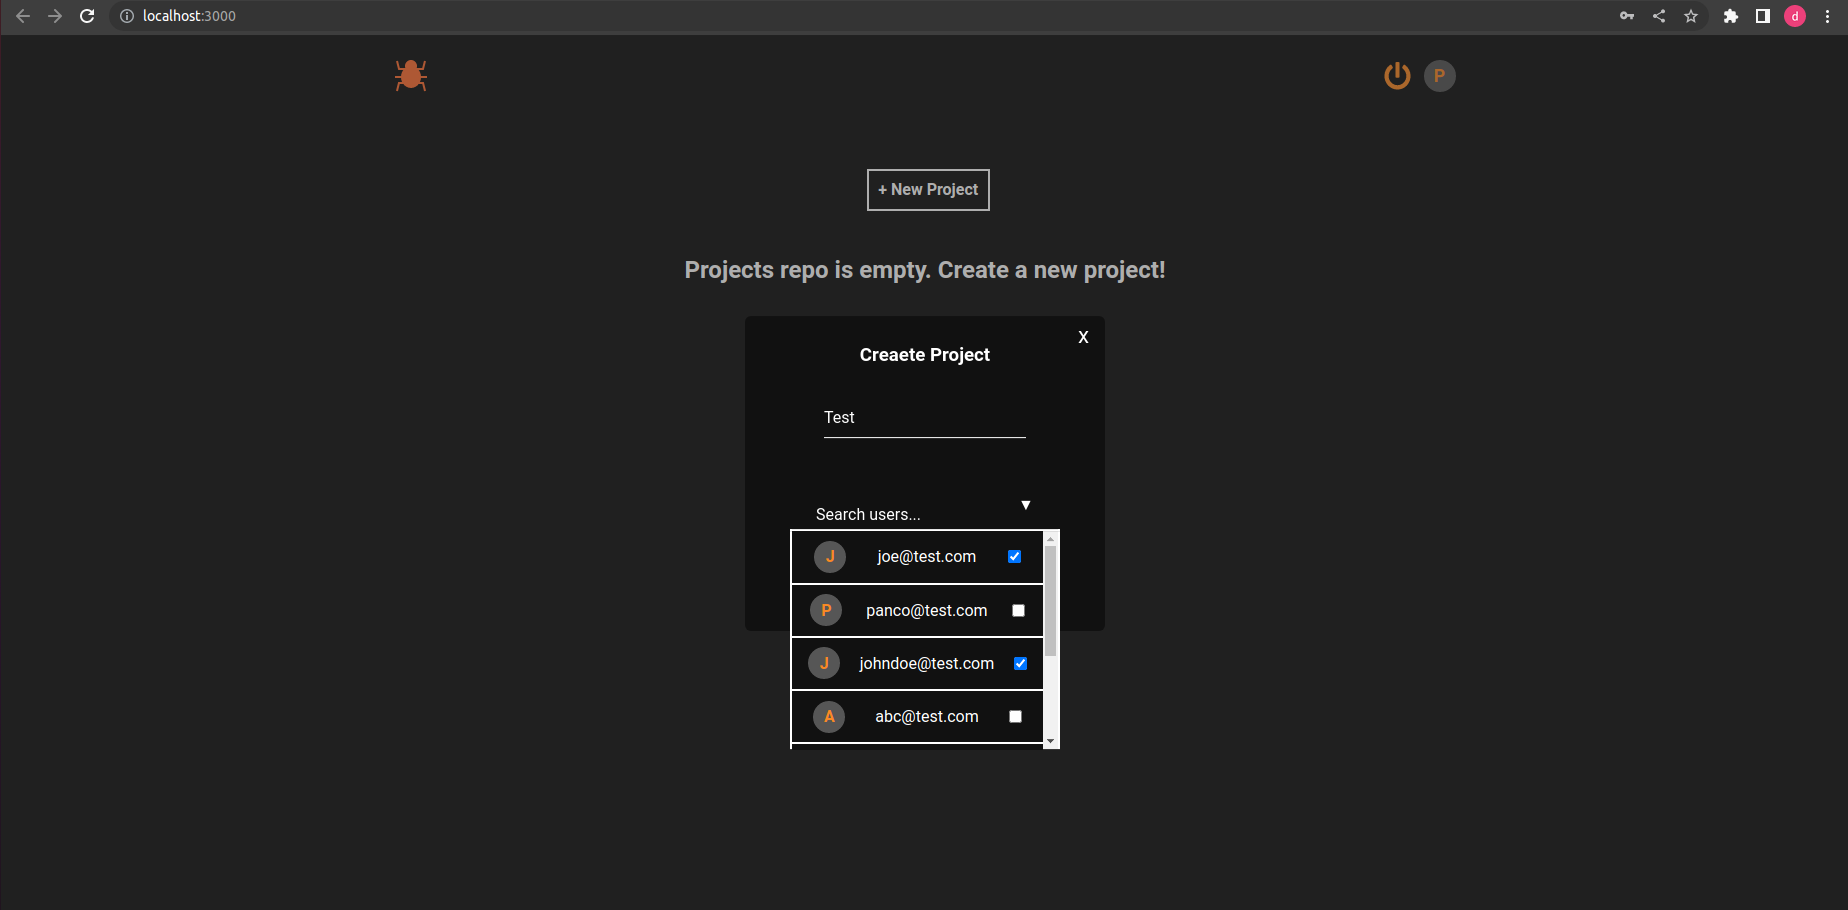 localhost:3000
d
P
+ New Project
Projects repo is empty. Create a new project!
X
Creaete Project
Test
Search users...
J joe@test.com
P panco@test.com
J johndoe@test.com
A abc@test.com